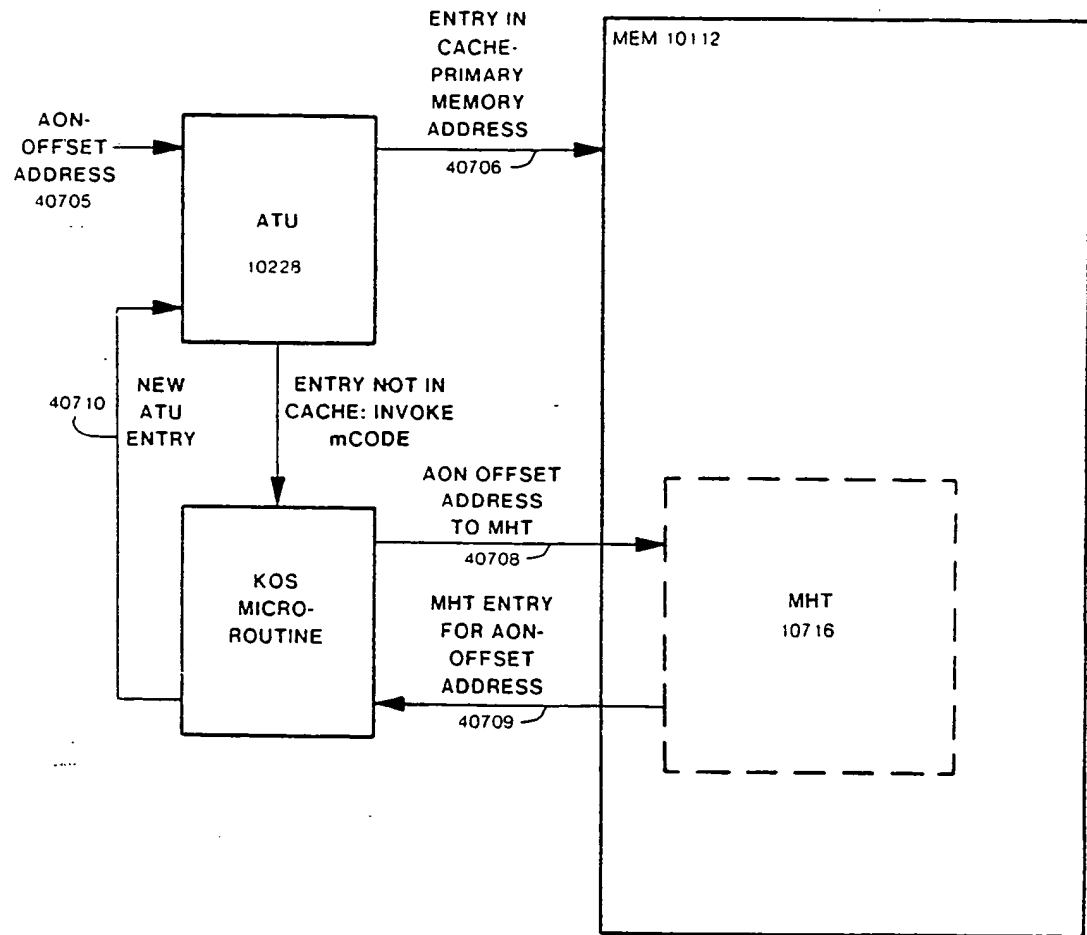 ENTRY IN
CACHE-
PRIMARY
MEMORY
ADDRESS
40706
MEM 10112
AON-
OFFSET
ADDRESS
40705
ATU
10228
40710
NEW
ATU
ENTRY
ENTRY NOT IN
CACHE: INVOKE
mCODE
AON OFFSET
ADDRESS
TO MHT
40708
KOS
MICRO-
ROUTINE
MHT ENTRY
FOR AON-
OFFSET
ADDRESS
40709
MHT
10716